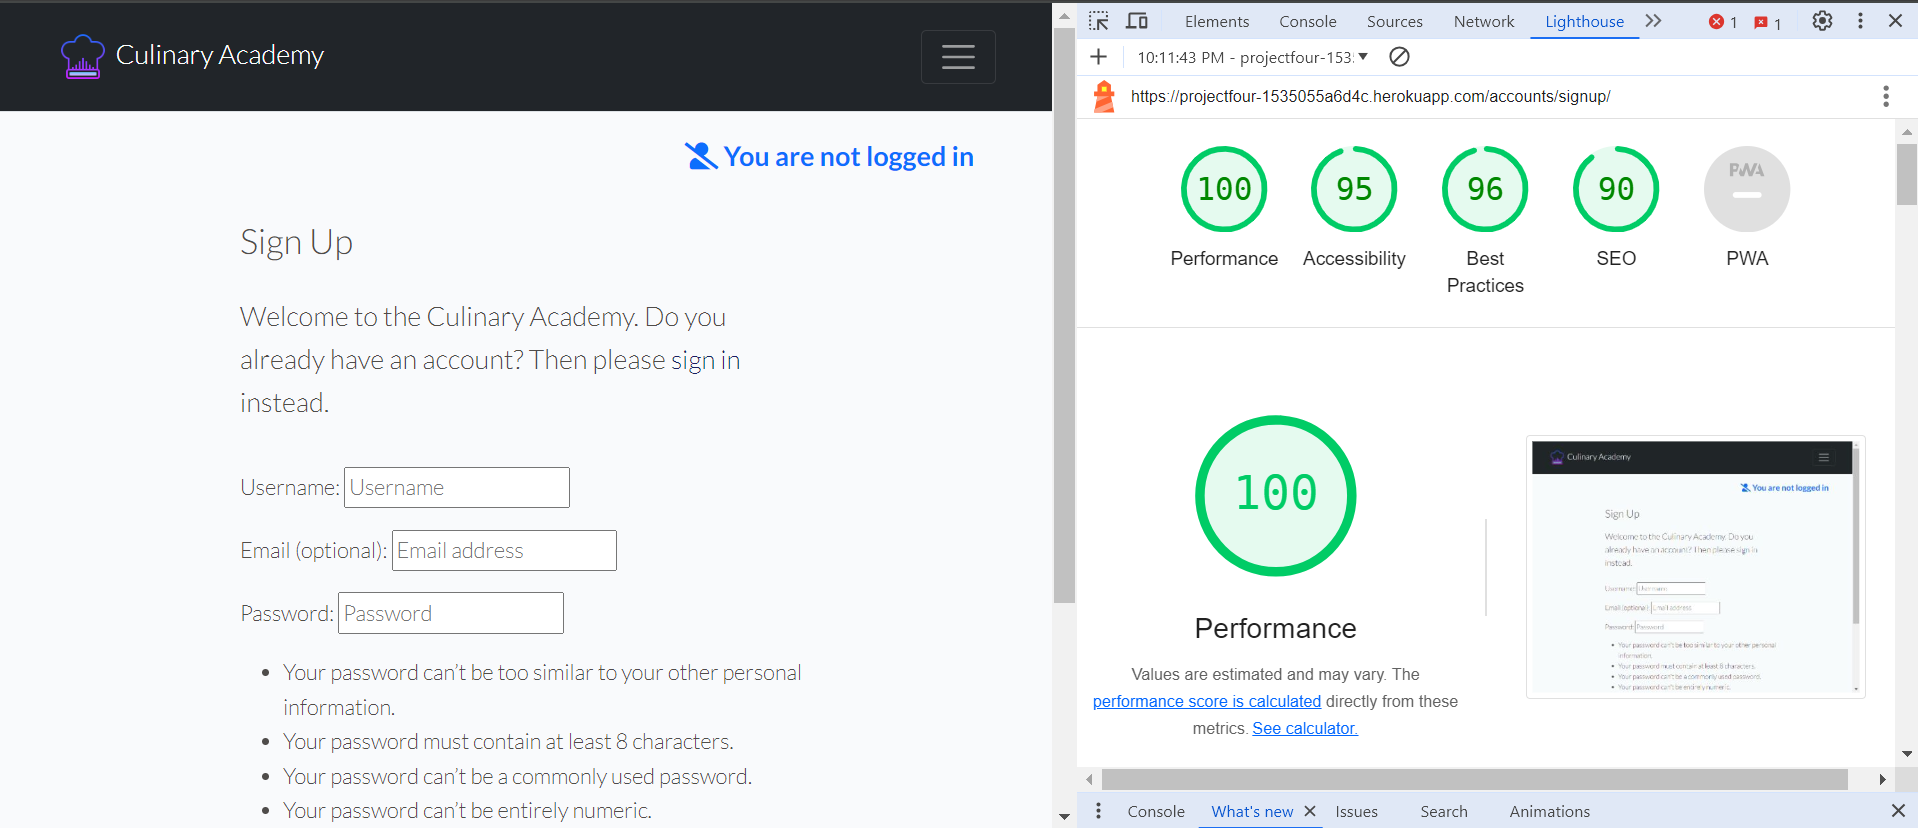 Culinary Academy
You are not logged in
Sign Up
Welcome to the Culinary Academy. Do you
already have an account? Then please sign in
instead.
Username: Username
Email (optional): Email address
Password: Password
Your password can’t be too similar to your other personal
information.
Your password must contain at least 8 characters.
Your password can’t be a commonly used password.
Your password can’t be entirely numeric.
Elements Console Sources Network Lighthouse 1 1
10:11:43 PM - projectfour-153
https://projectfour-1535055a6d4c.herokuapp.com/accounts/signup/
100 95 96 90 PWA
Performance Accessibility Best Practices SEO PWA
100
Performance
Values are estimated and may vary. The
performance score is calculated directly from these
metrics. See calculator.
Culinary Academy
You are not logged in
Sign Up
Welcome to the Culinary Academy. Do you
already have an account? Then please sign in
instead.
Username: Username
Email (optional): Email address
Password: Password
Your password can't be too similar to your other personal
information.
Your password must contain at least 8 characters.
Your password can't be a commonly used password.
Your password can't be entirely numeric.
Console What's new Issues Search Animations